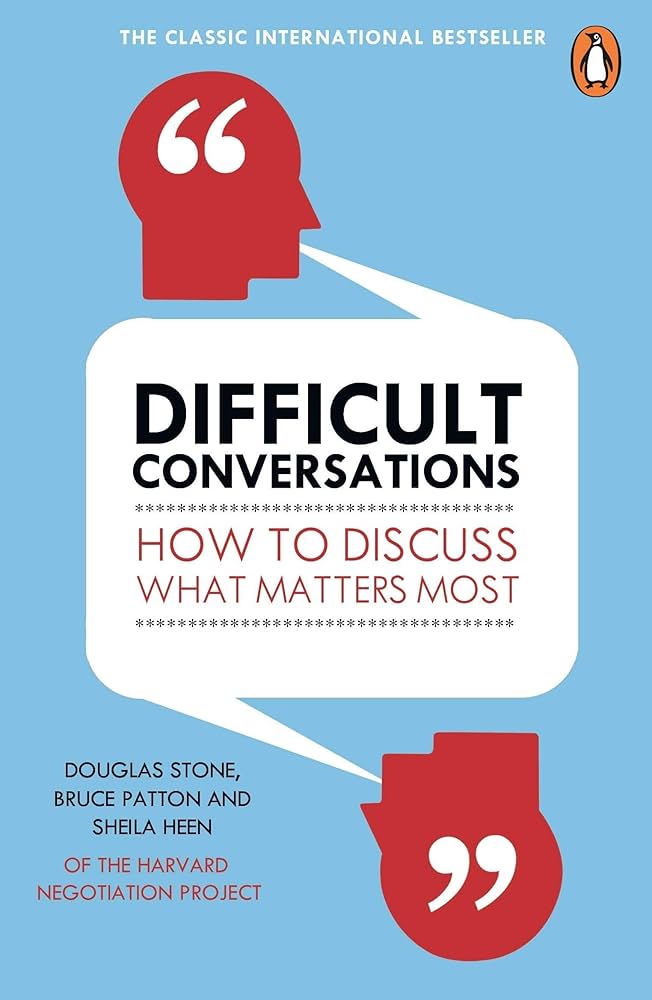 THE CLASSIC INTERNATIONAL BESTSELLER
“
DIFFICULT
CONVERSATIONS
************************************
HOW TO DISCUSS
WHAT MATTERS MOST
************************************
DOUGLAS STONE,
BRUCE PATTON AND
SHEILA HEEN
OF THE HARVARD
NEGOTIATION PROJECT
”